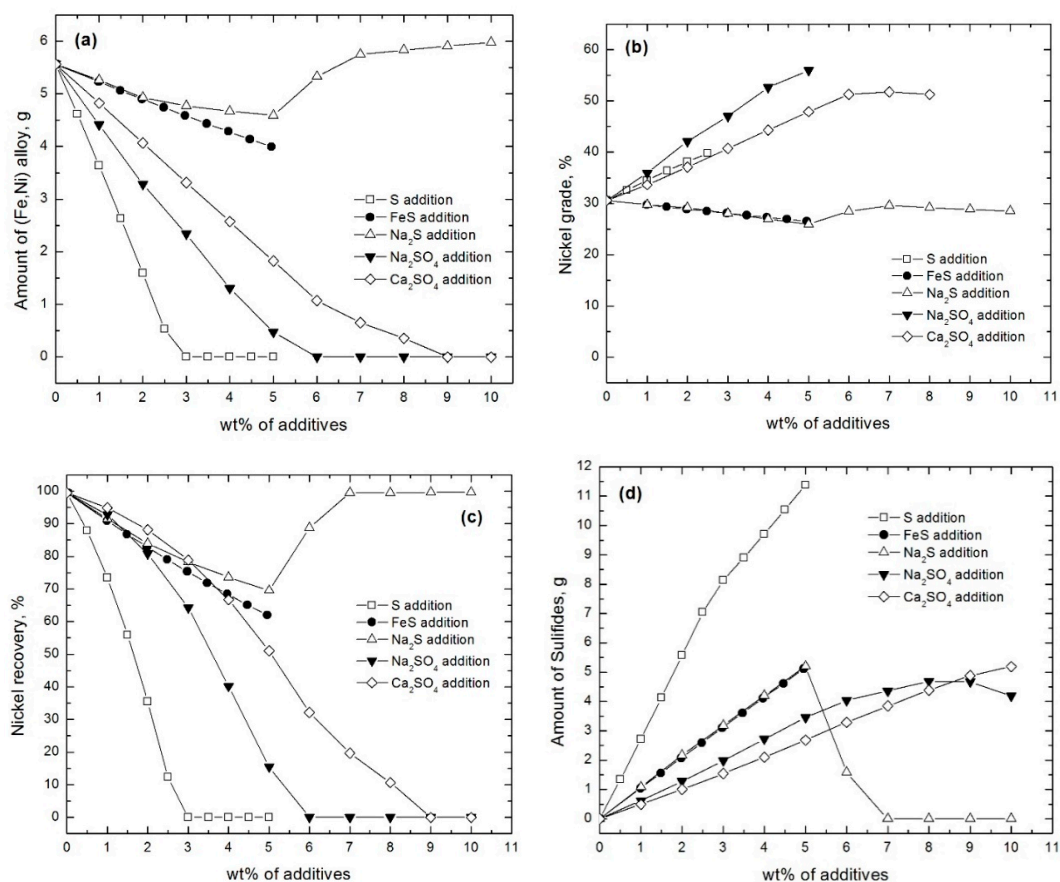 (a)
Amount of (Fe,Ni) alloy, g
6
5
4
3
2
1
0
S addition
FeS addition
Na₂S addition
Na₂SO₄ addition
Ca₂SO₄ addition
0 1 2 3 4 5 6 7 8 9 10
wt% of additives
(b)
Nickel grade, %
60
50
40
30
20
10
0
S addition
FeS addition
Na₂S addition
Na₂SO₄ addition
Ca₂SO₄ addition
0 1 2 3 4 5 6 7 8 9 10 11
wt% of additives
(c)
Nickel recovery, %
100
90
80
70
60
50
40
30
20
10
0
S addition
FeS addition
Na₂S addition
Na₂SO₄ addition
Ca₂SO₄ addition
0 1 2 3 4 5 6 7 8 9 10 11
wt% of additives
(d)
Amount of Sulifides, g
12
11
10
9
8
7
6
5
4
3
2
1
0
S addition
FeS addition
Na₂S addition
Na₂SO₄ addition
Ca₂SO₄ addition
0 1 2 3 4 5 6 7 8 9 10 11
wt% of additives